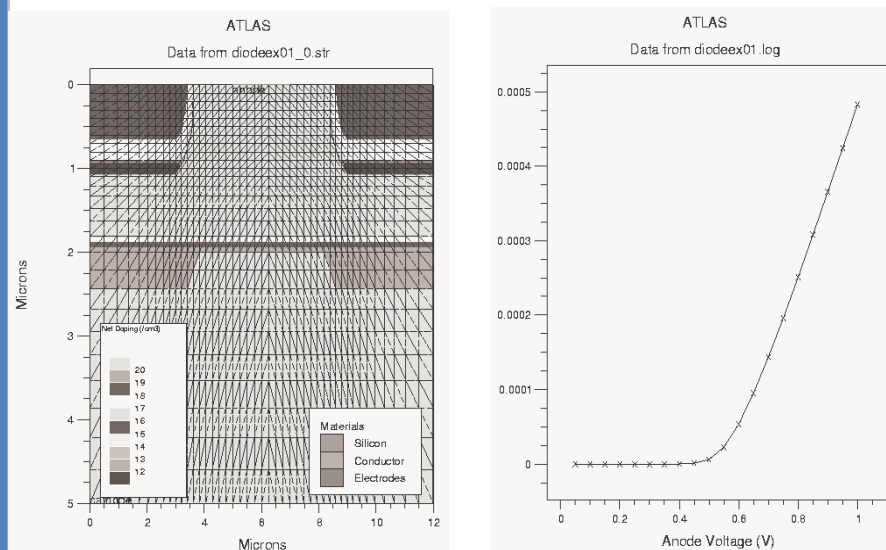 ATLAS
Data from diodeex01_0.str
anode
0
1
2
3
4
5
Microns
Net Doping (/cm3)
20
19
18
17
16
15
14
13
12
Materials
Silicon
Conductor
Electrodes
cathode
0 2 4 6 8 10 12
Microns
ATLAS
Data from diodeex01.log
0.0005
0.0004
0.0003
0.0002
0.0001
0
0 0.2 0.4 0.6 0.8 1
Anode Voltage (V)